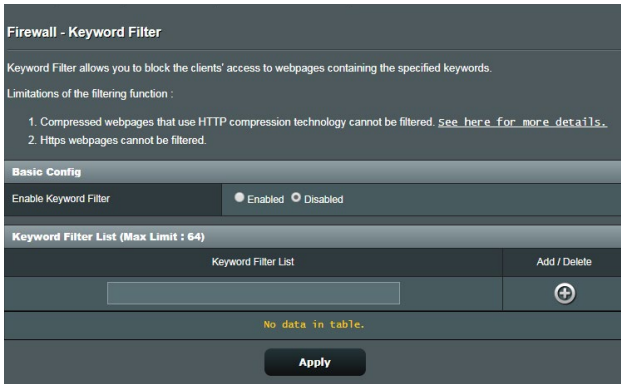 Firewall - Keyword Filter
Keyword Filter allows you to block the clients' access to webpages containing the specified keywords.
Limitations of the filtering function :
1. Compressed webpages that use HTTP compression technology cannot be filtered. See here for more details.
2. Https webpages cannot be filtered.
Basic Config
Enable Keyword Filter Enabled Disabled
Keyword Filter List (Max Limit : 64)
Keyword Filter List Add / Delete
No data in table.
Apply